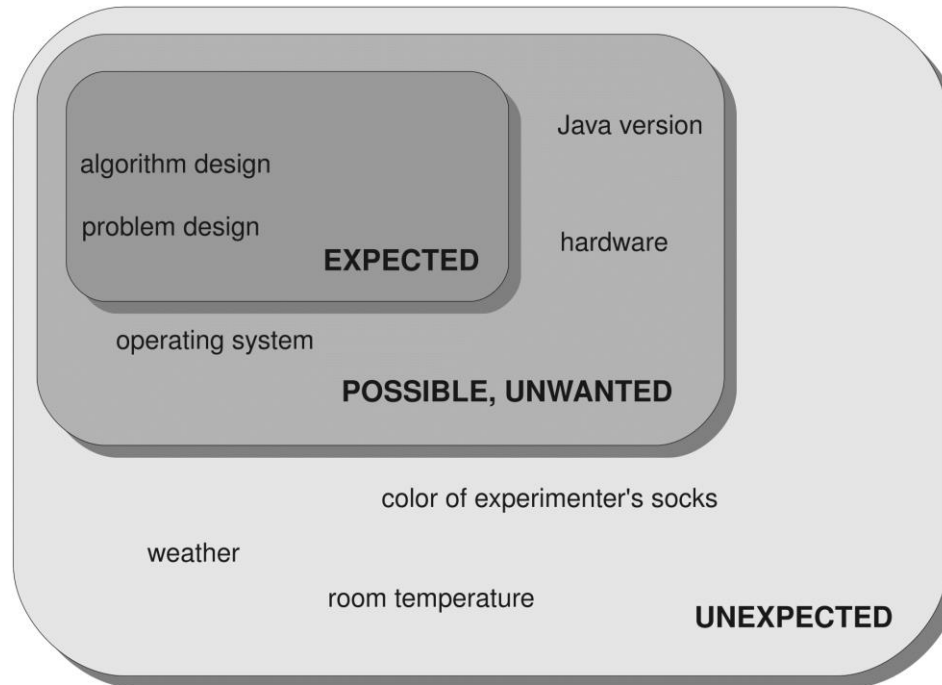 Java version
algorithm design
problem design
hardware
EXPECTED
operating system
POSSIBLE, UNWANTED
color of experimenter's socks
weather
room temperature
UNEXPECTED